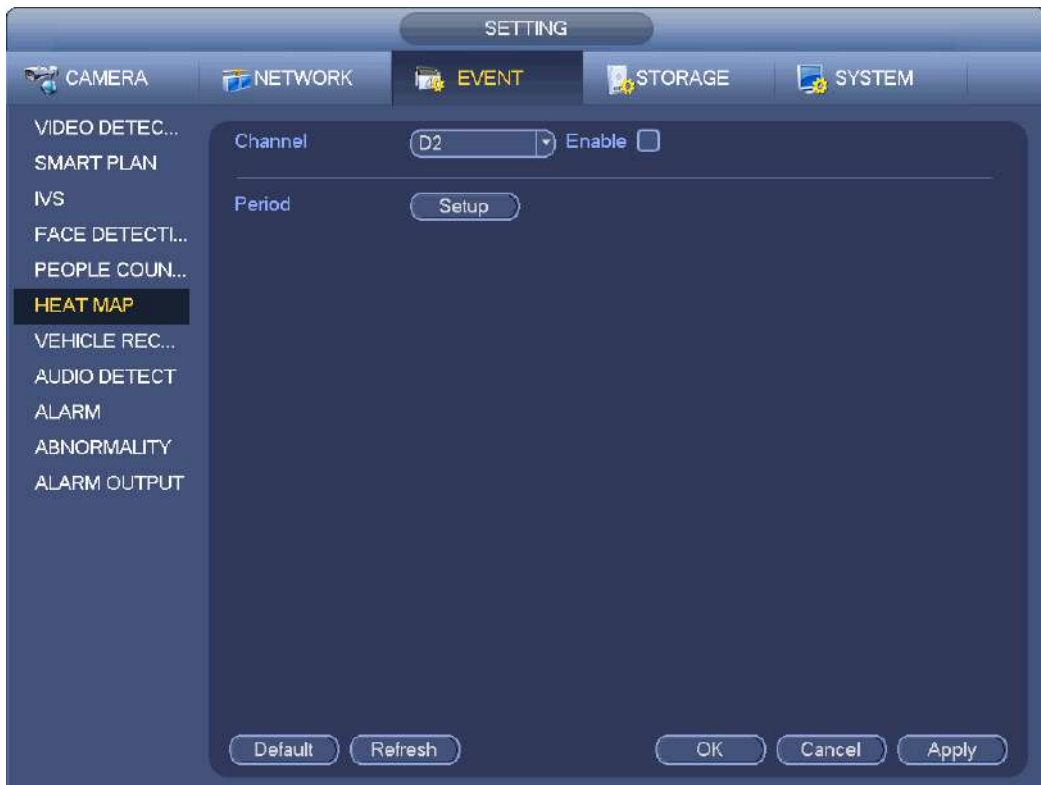 SETTING
CAMERA NETWORK EVENT STORAGE SYSTEM
VIDEO DETEC...
SMART PLAN
IVS
FACE DETECTI...
PEOPLE COUN...
HEAT MAP
VEHICLE REC...
AUDIO DETECT
ALARM
ABNORMALITY
ALARM OUTPUT
Channel D2 Enable
Period Setup
Default Refresh OK Cancel Apply